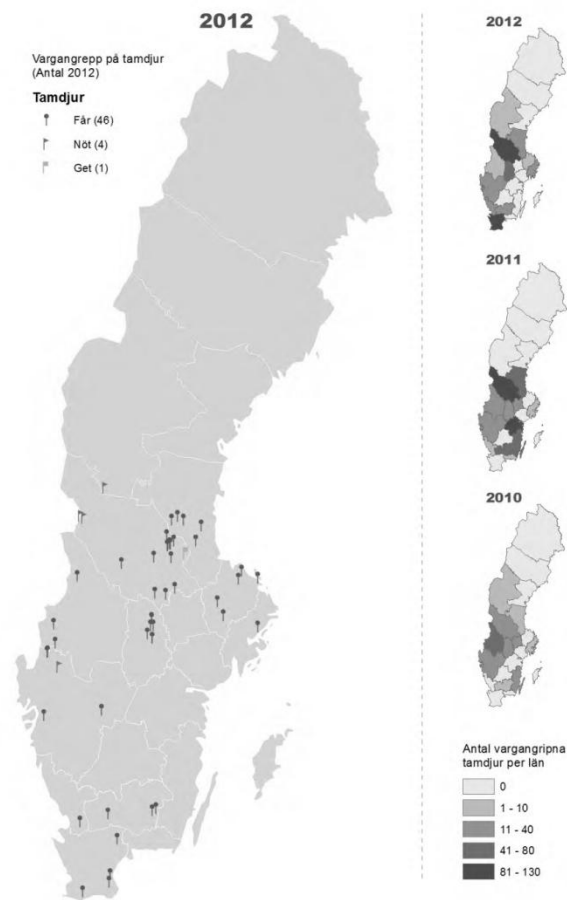 2012
Vargangrepp på tamdjur
(Antal 2012)
Tamdjur
Får (46)
Nöt (4)
Get (1)
2012
2011
2010
Antal vargangripna
tamdjur per län
0
1 - 10
11 - 40
41 - 80
81 - 130